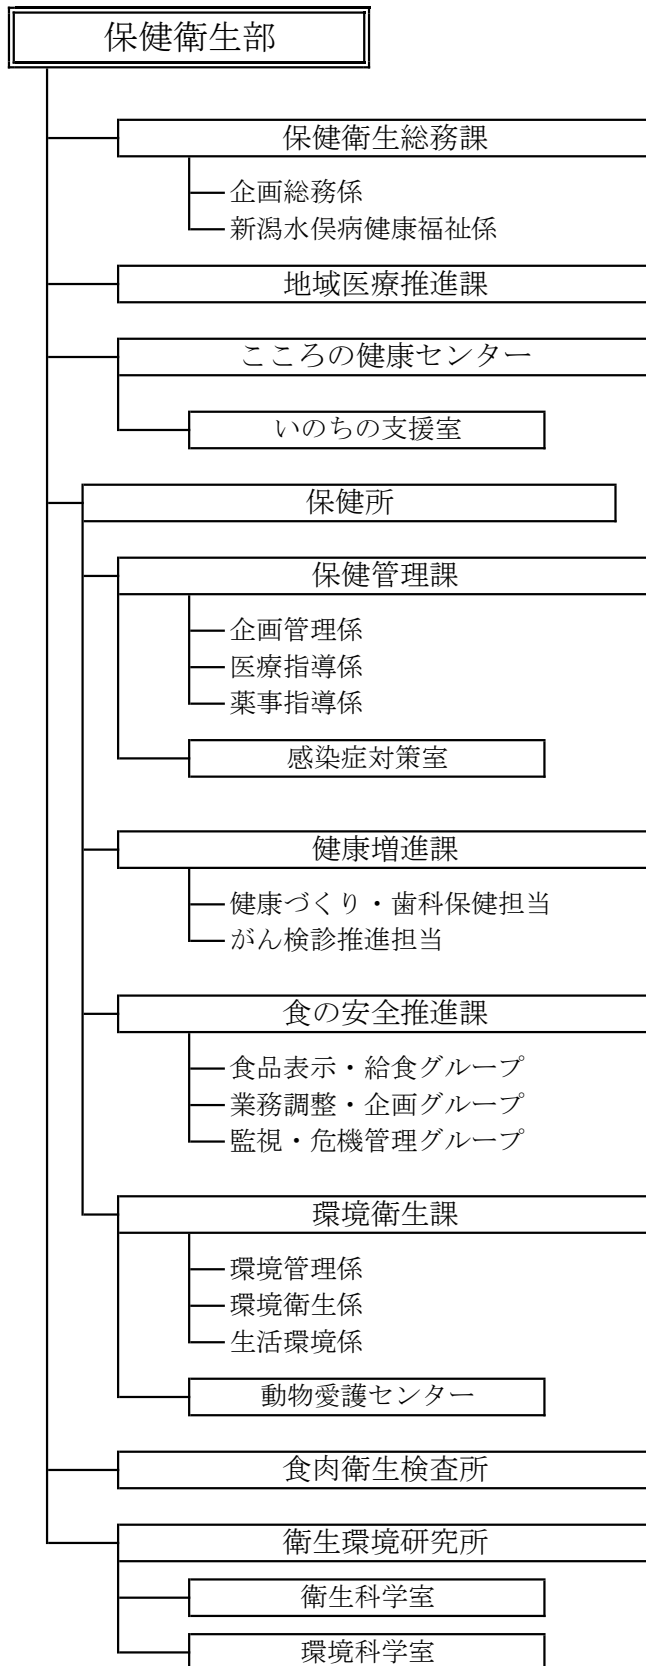 保健衛生部
保健衛生総務課
企画総務係
新潟水俣病健康福祉係
地域医療推進課
こころの健康センター
いのちの支援室
保健所
保健管理課
企画管理係
医療指導係
薬事指導係
感染症対策室
健康増進課
健康づくり・歯科保健担当
がん検診推進担当
食の安全推進課
食品表示・給食グループ
業務調整・企画グループ
監視・危機管理グループ
環境衛生課
環境管理係
環境衛生係
生活環境係
動物愛護センター
食肉衛生検査所
衛生環境研究所
衛生科学室
環境科学室